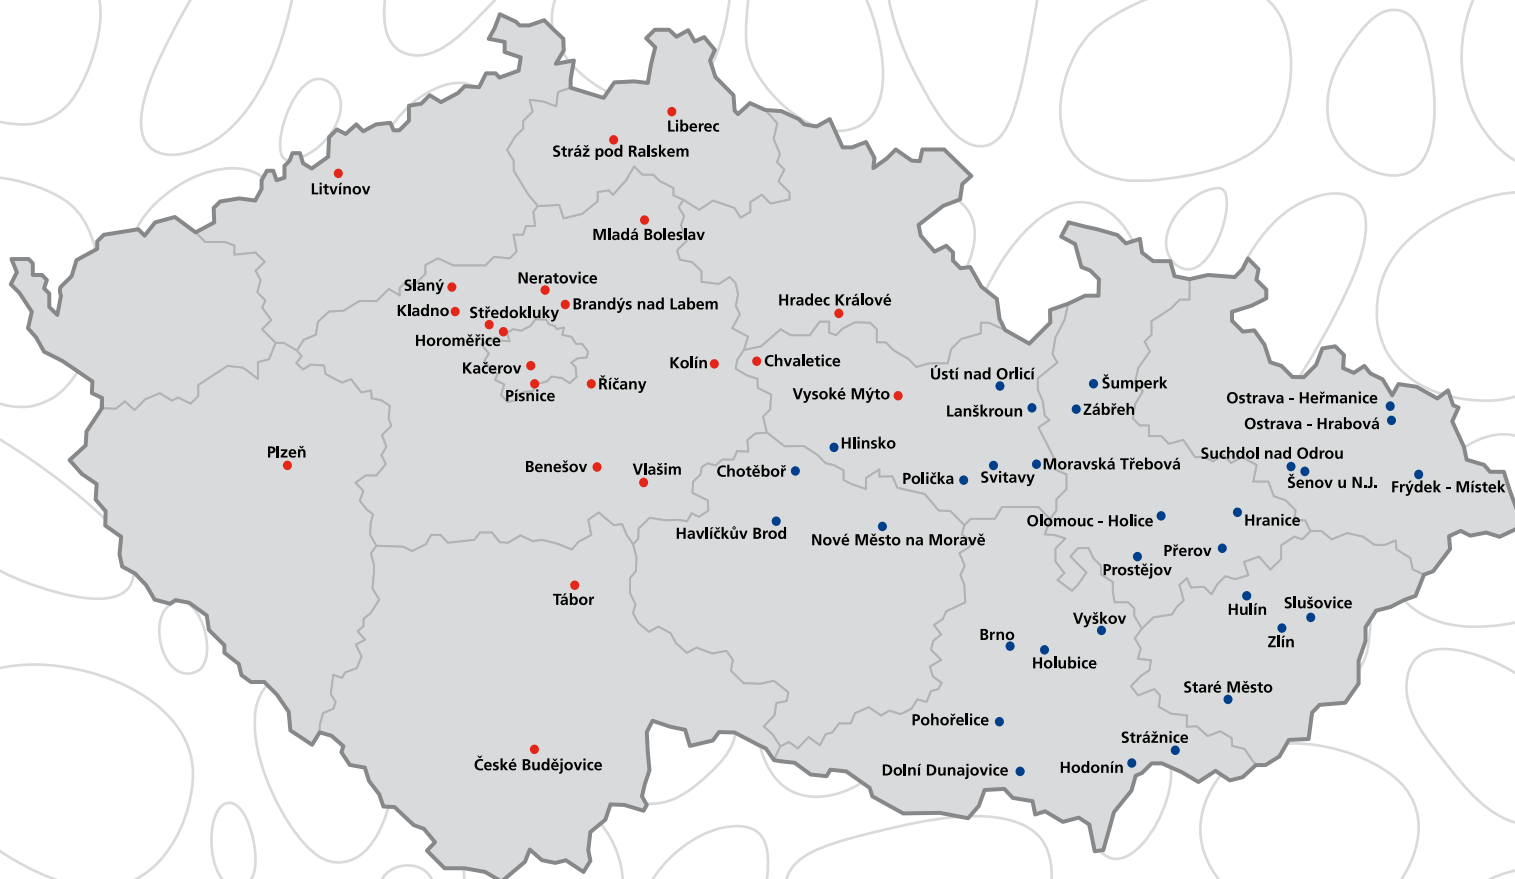 Liberec
Stráž pod Ralskem
Litvínov
Mladá Boleslav
Neratovice
Slaný
Brandýs nad Labem
Kladno
Středokluky
Hradec Králové
Horoměřice
Kačerov
Kolín
Chvaletice
Říčany
Písnice
Vysoké Mýto
Ústí nad Orlicí
Šumperk
Lanškroun
Zábřeh
Ostrava - Heřmanice
Ostrava - Hrabová
Plzeň
Benešov
Vlašim
Hlinsko
Chotěboř
Polička
Svitavy
Moravská Třebová
Suchdol nad Odrou
Šenov u N.J.
Frýdek - Místek
Havlíčkův Brod
Nové Město na Moravě
Olomouc - Holice
Hranice
Přerov
Prostějov
Tábor
Hulín
Slušovice
Zlín
Vyškov
Brno
Holubice
Staré Město
Pohořelice
Strážnice
České Budějovice
Dolní Dunajovice
Hodonín